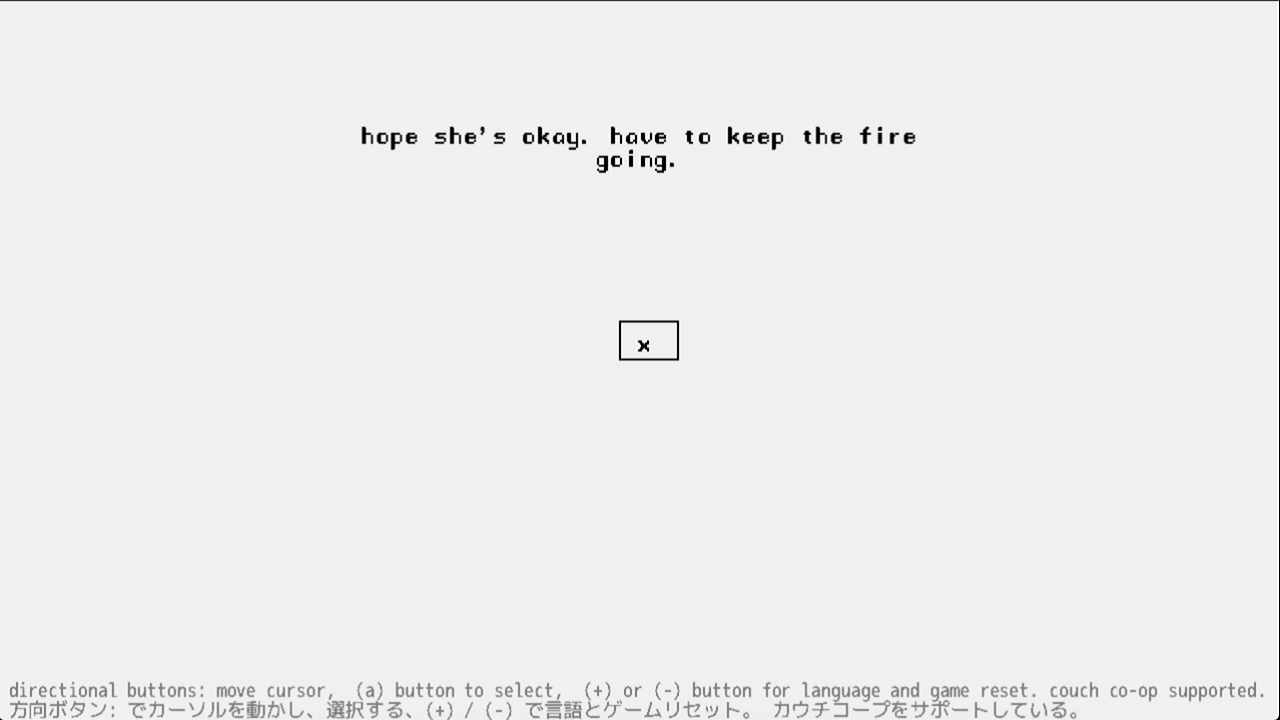 hope she's okay. have to keep the fire
going.
x
directional buttons: move cursor, (a) button to select, (+) or (-) button for language and game reset. couch co-op supported.
方向ボタン: でカーソルを動かし、選択する、(+) / (-) で言語とゲームリセット。 カウチコープをサポートしている。